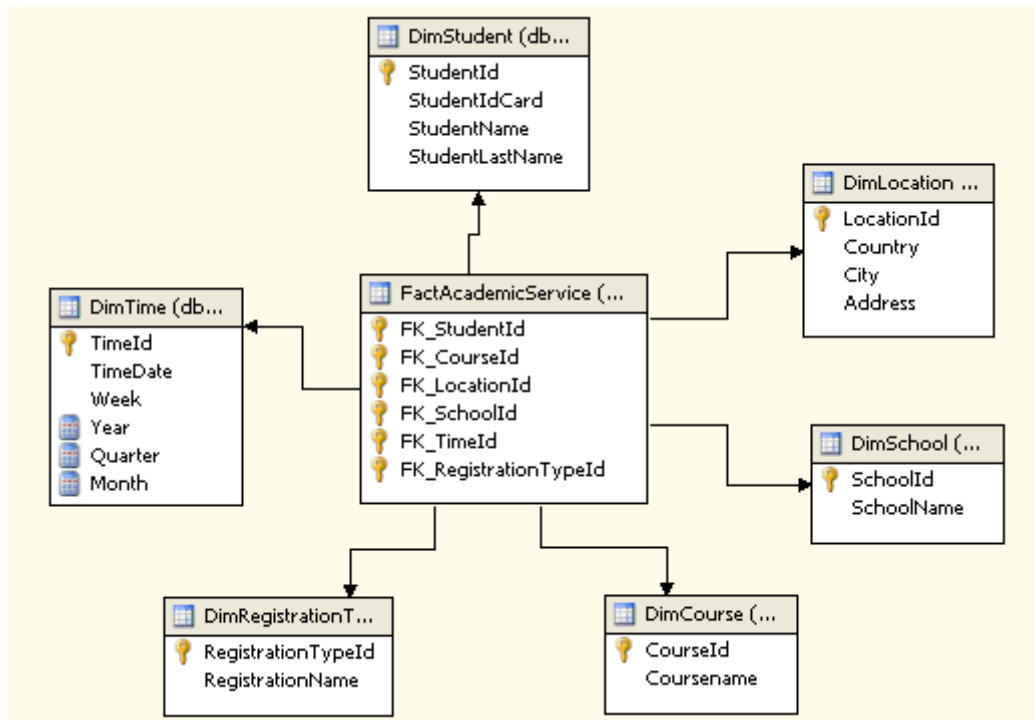 DimStudent (db...
StudentId
StudentIdCard
StudentName
StudentLastName
DimLocation ...
LocationId
Country
City
Address
DimTime (db...
TimeId
TimeDate
Week
Year
Quarter
Month
FactAcademicService (...
FK_StudentId
FK_CourseId
FK_LocationId
FK_SchoolId
FK_TimeId
FK_RegistrationTypeId
DimSchool (...
SchoolId
SchoolName
DimRegistrationT...
RegistrationTypeId
RegistrationName
DimCourse (...
CourseId
Coursename